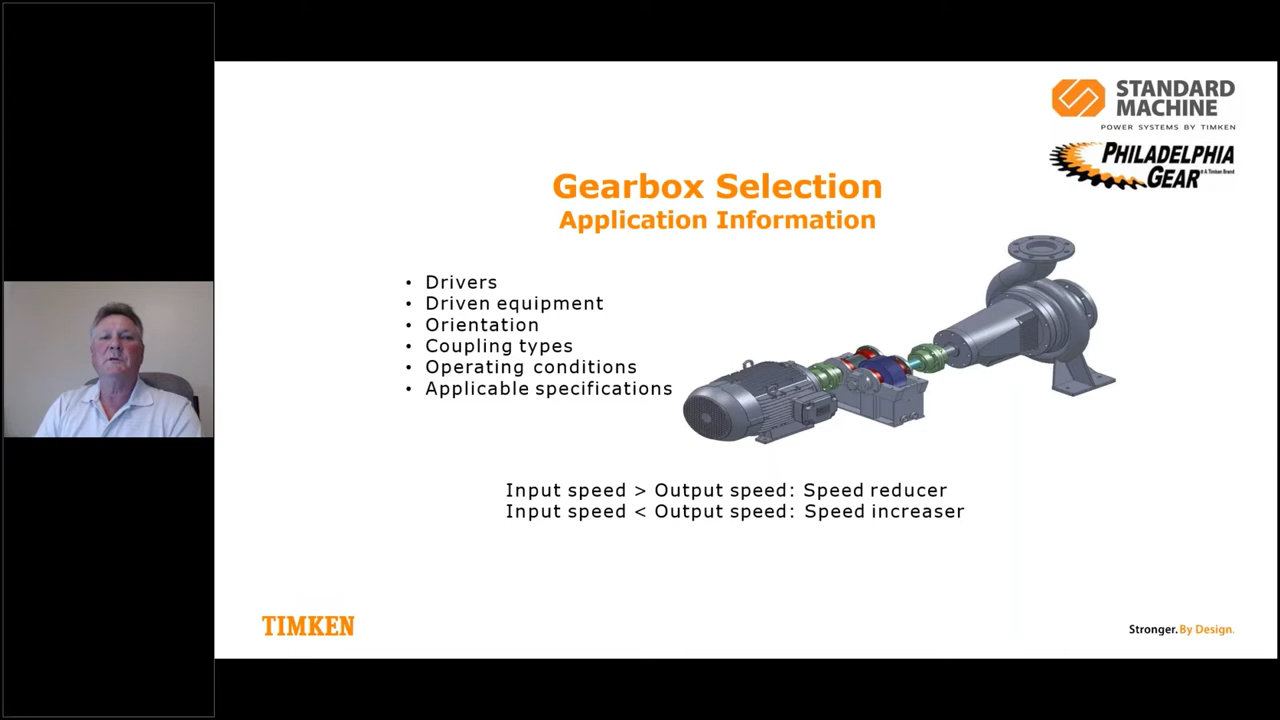 STANDARD
MACHINE
POWER SYSTEMS BY TIMKEN
PHILADELPHIA
GEAR
A Timken Brand
Gearbox Selection
Application Information
• Drivers
• Driven equipment
• Orientation
• Coupling types
• Operating conditions
• Applicable specifications
Input speed > Output speed: Speed reducer
Input speed < Output speed: Speed increaser
TIMKEN
Stronger. By Design.